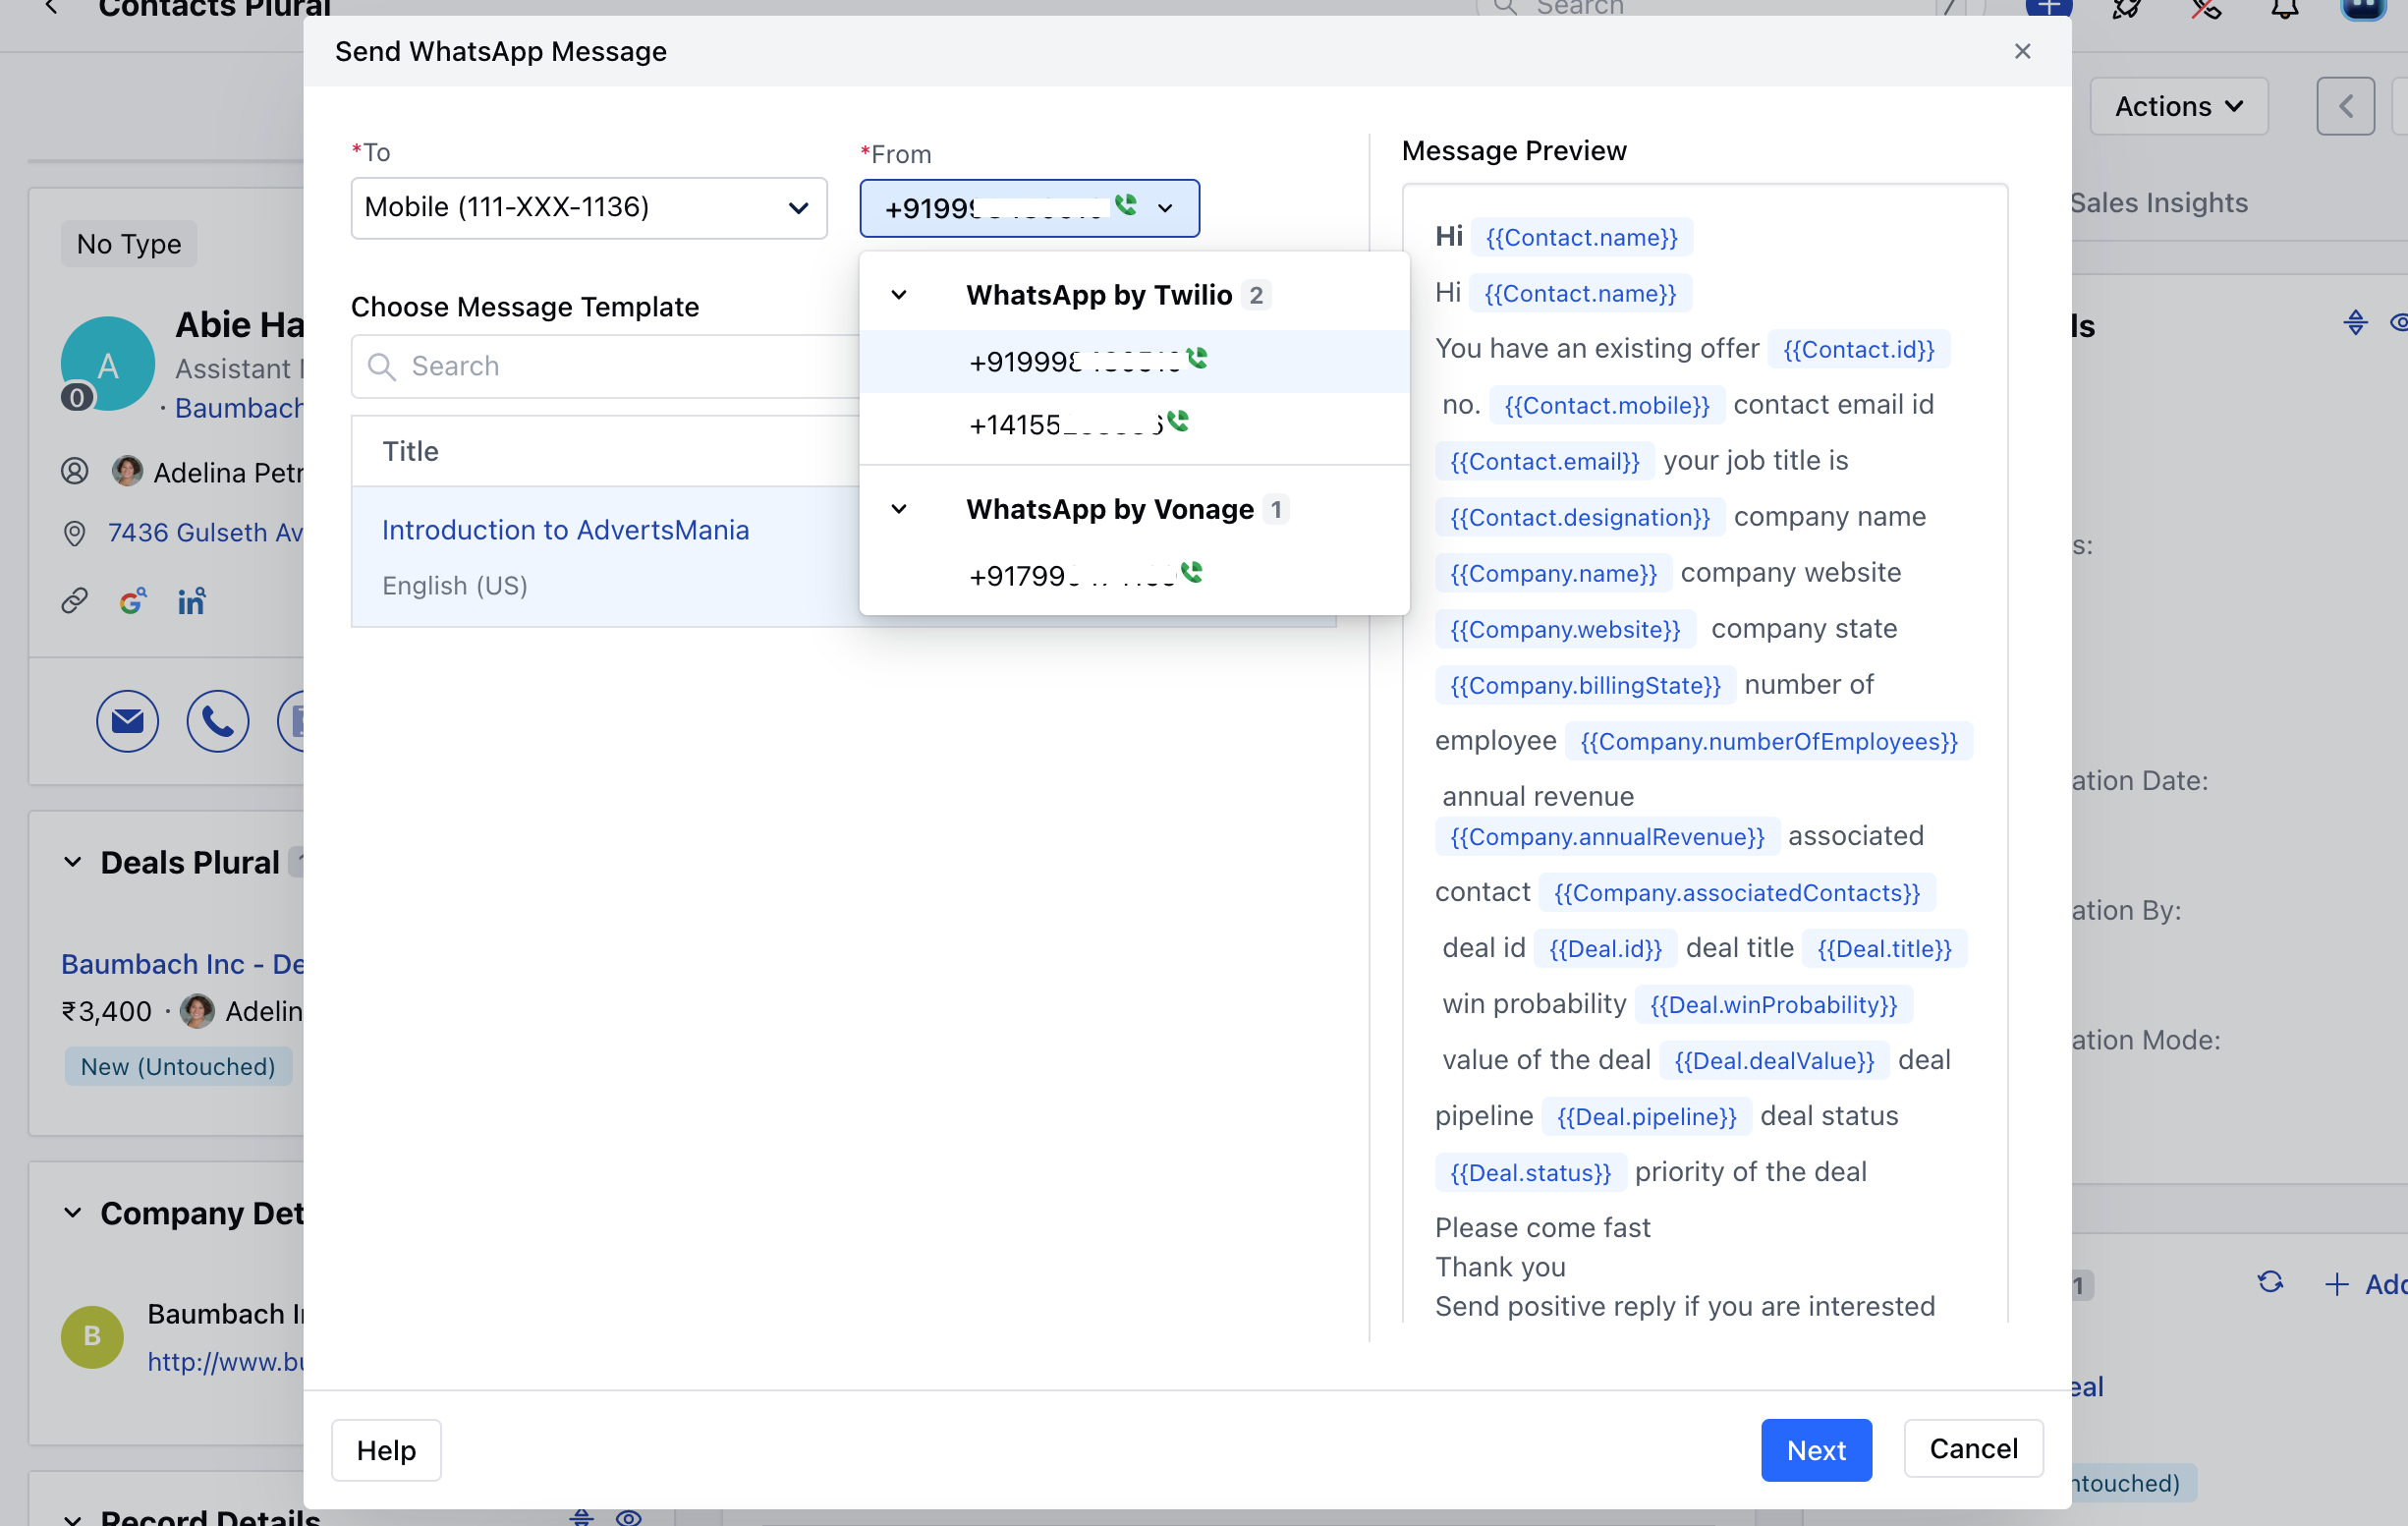 Contacts Plural
Search
/
Send WhatsApp Message
Actions
*To
*From
Mobile (111-XXX-1136)
Choose Message Template
Search
Title
Introduction to AdvertsMania
English (US)
WhatsApp by Twilio 2
WhatsApp by Vonage 1
Message Preview
Hi {{Contact.name}}
Hi {{Contact.name}}
You have an existing offer {{Contact.id}}
no. {{Contact.mobile}} contact email id
{{Contact.email}} your job title is
{{Contact.designation}} company name
{{Company.name}} company website
{{Company.website}} company state
{{Company.billingState}} number of
employee {{Company.numberOfEmployees}}
annual revenue
{{Company.annualRevenue}} associated
contact {{Company.associatedContacts}}
deal id {{Deal.id}} deal title {{Deal.title}}
win probability {{Deal.winProbability}}
value of the deal {{Deal.dealValue}} deal
pipeline {{Deal.pipeline}} deal status
{{Deal.status}} priority of the deal
Please come fast
Thank you
Send positive reply if you are interested
Help
Next
Cancel
No Type
A
0
Abie Ha
Assistant
· Baumbach
Adelina Petr
7436 Gulseth Av
Deals Plural
Baumbach Inc - De
₹3,400 · Adelin
New (Untouched)
Company Det
B
Baumbach I
http://www.bu
Record Details
Sales Insights
ls
s:
ation Date:
ation By:
ation Mode:
1
Add
eal
ntouched)